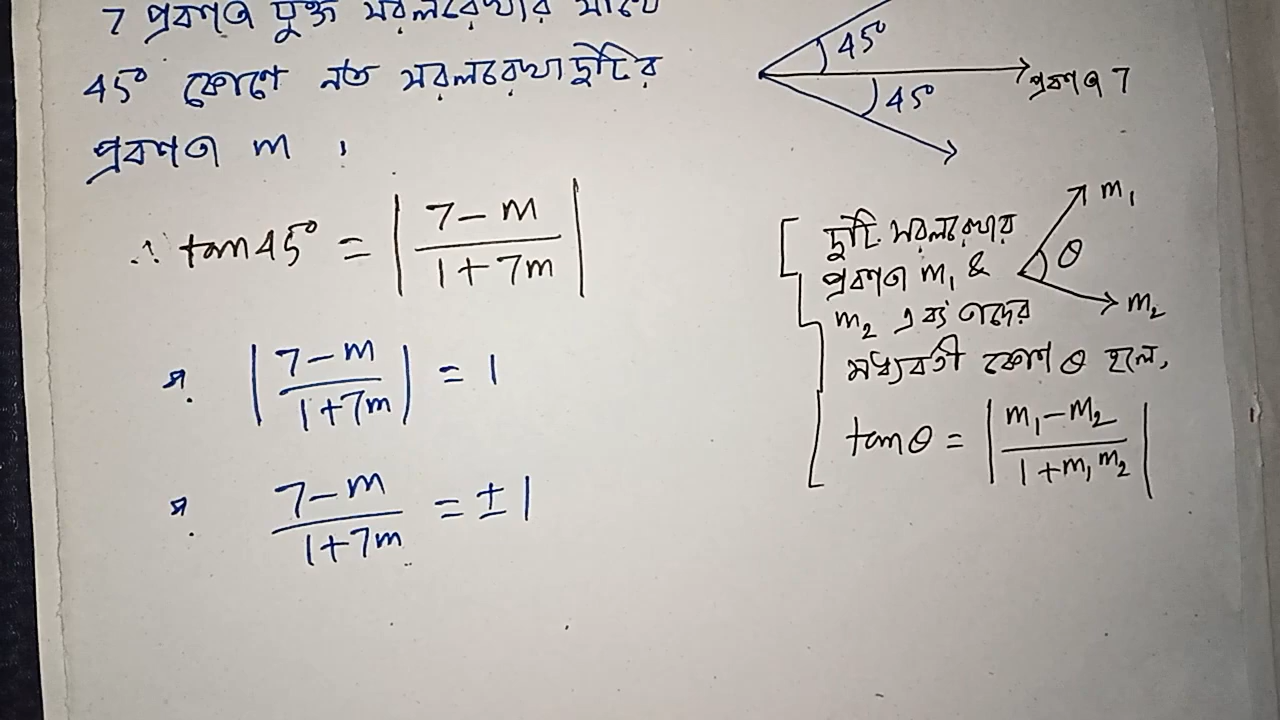 7 প্রবণতা যুক্ত সরলরেখার সাথে
45° কোণে নত সরলরেখা দুটির
প্রবণতা m ।
∴ tan45° = |(7-m)/(1+7m)|
বা, |(7-m)/(1+7m)| = 1
বা, (7-m)/(1+7m) = ±1
45°
45°
প্রবণতা 7
m₁
θ
m₂
[ দুটি সরলরেখার
প্রবণতা m₁ &
m₂ এবং তাদের
মধ্যবর্তী কোণ θ হলে,
tanθ = |(m₁-m₂)/(1+m₁m₂)|